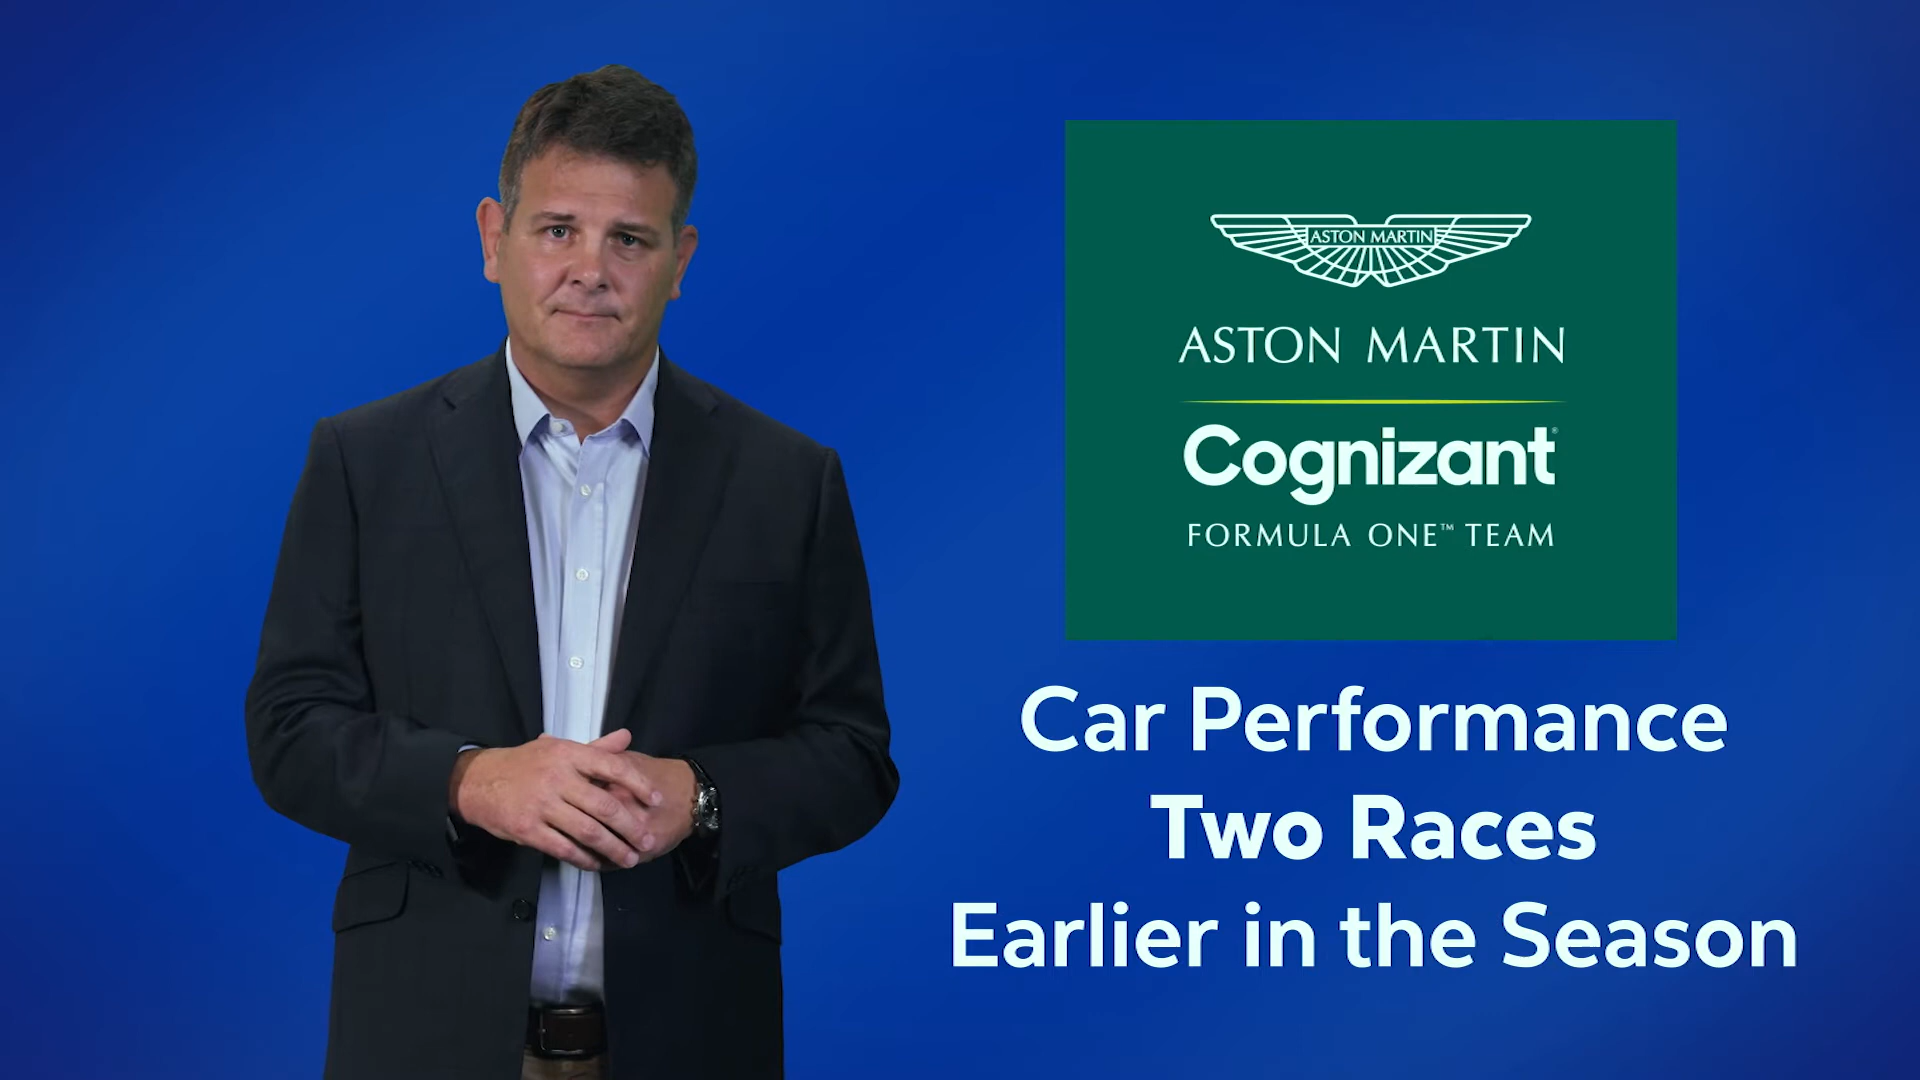 ASTON MARTIN
ASTON MARTIN
Cognizant®
FORMULA ONE™ TEAM
Car Performance
Two Races
Earlier in the Season